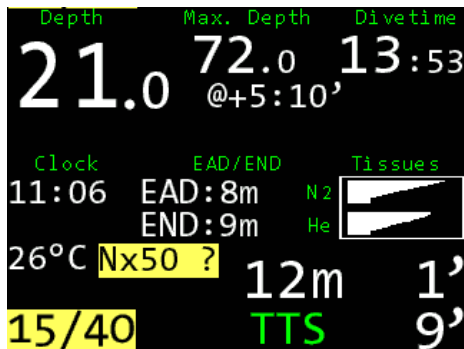 Depth Max. Depth Divetime
21.0 72.0 13:53
@+5:10’
Clock EAD/END Tissues
11:06 EAD:8m N2
END:9m He
26°C Nx50 ? 12m 1’
15/40 TTS 9’